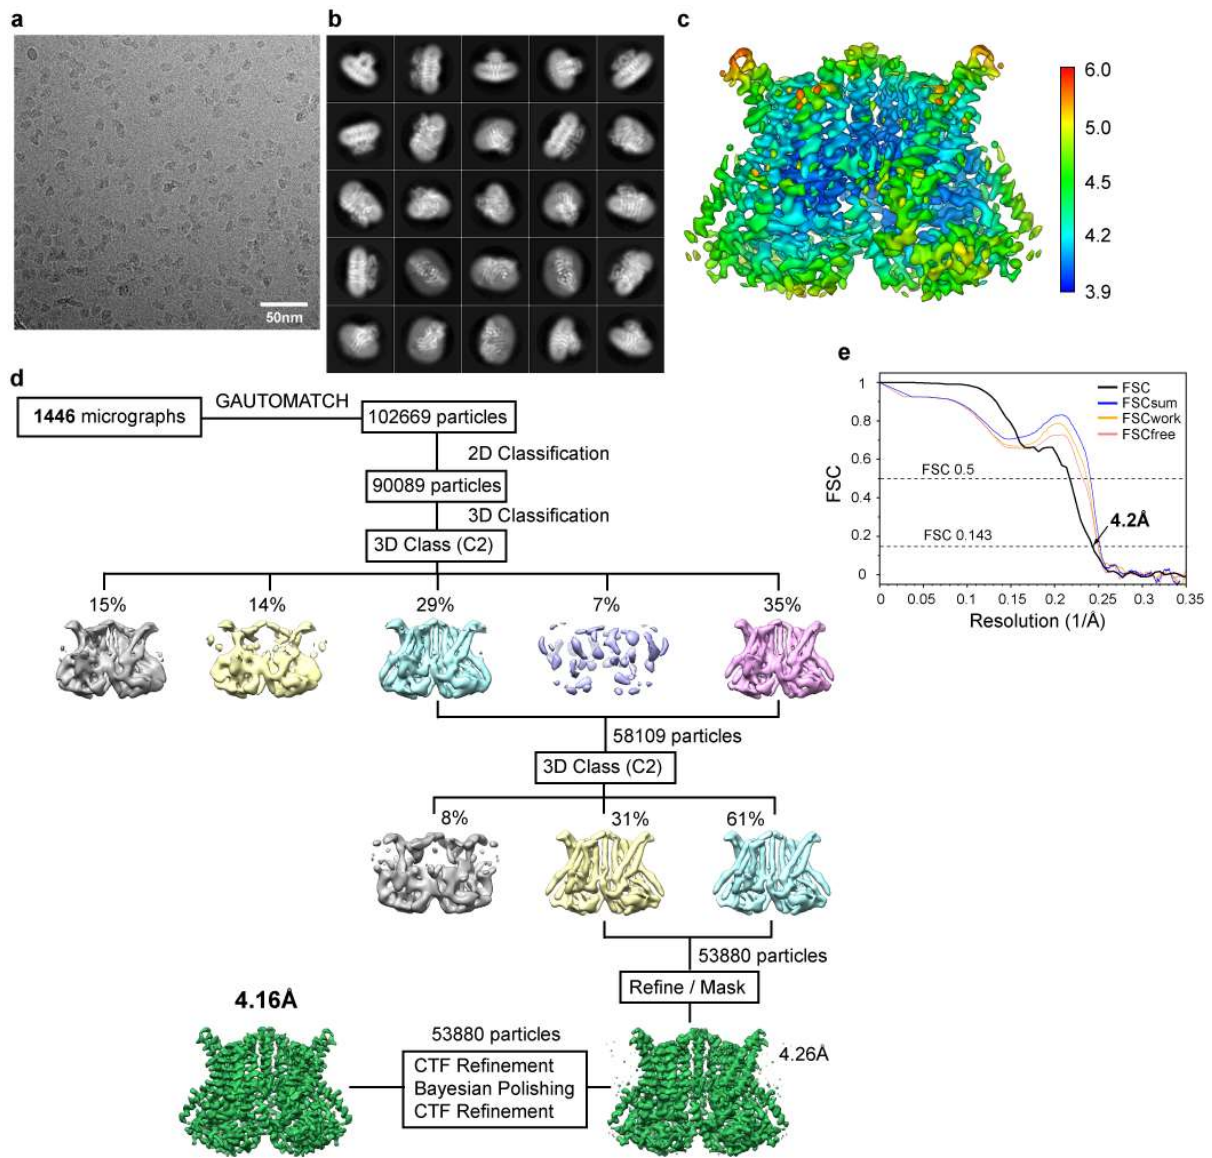 a
50nm
b
c
6.0
5.0
4.5
4.2
3.9
d
1446 micrographs
GAUTOMATCH
102669 particles
2D Classification
90089 particles
3D Classification
3D Class (C2)
15%
14%
29%
7%
35%
58109 particles
3D Class (C2)
8%
31%
61%
53880 particles
Refine / Mask
4.26Å
53880 particles
CTF Refinement
Bayesian Polishing
CTF Refinement
4.16Å
e
FSC
1
0.8
0.6
0.4
0.2
0
FSC
FSCsum
FSCwork
FSCfree
FSC 0.5
4.2Å
FSC 0.143
0
0.05
0.1
0.15
0.20
0.25
0.30
0.35
Resolution (1/Å)